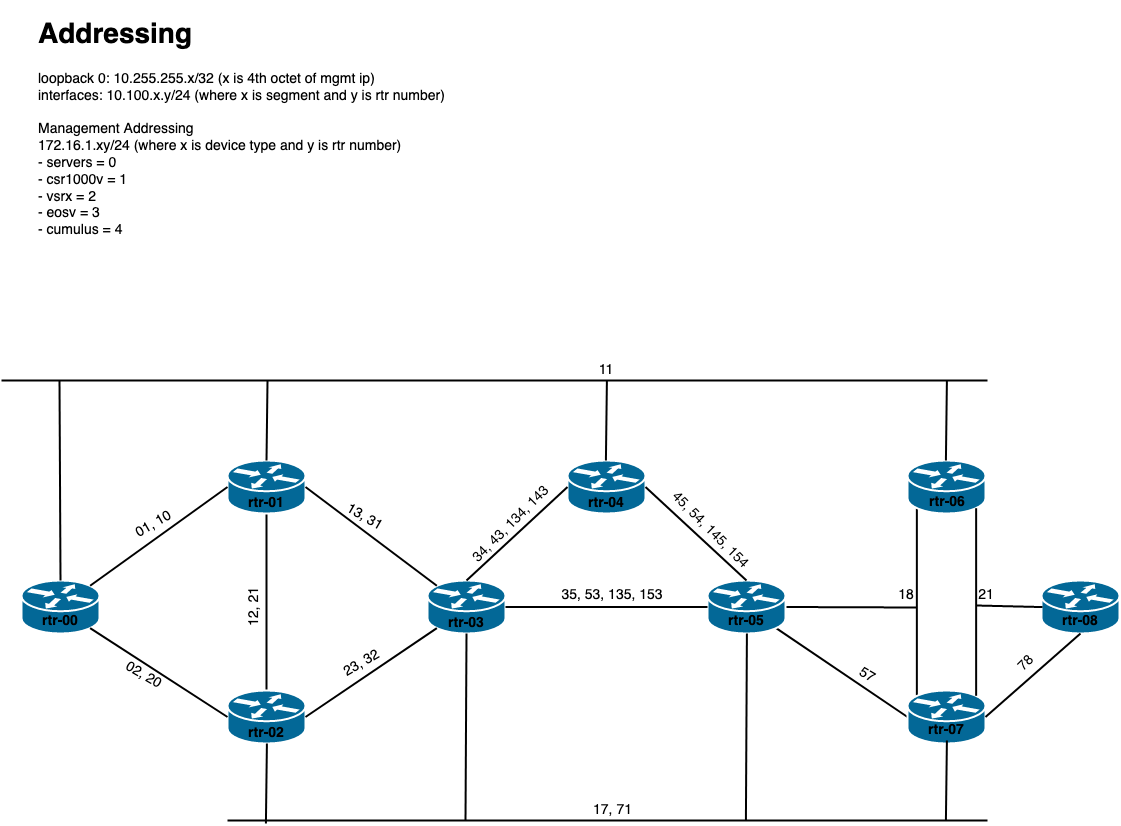 Addressing
loopback 0: 10.255.255.x/32 (x is 4th octet of mgmt ip)
interfaces: 10.100.x.y/24 (where x is segment and y is rtr number)
Management Addressing
172.16.1.xy/24 (where x is device type and y is rtr number)
- servers = 0
- csr1000v = 1
- vsrx = 2
- eosv = 3
- cumulus = 4
11
rtr-01
rtr-04
rtr-06
01, 10
13, 31
34, 43, 134, 143
45, 54, 145, 154
12, 21
35, 53, 135, 153
18
21
rtr-00
rtr-03
rtr-05
rtr-08
02, 20
23, 32
57
78
rtr-02
rtr-07
17, 71